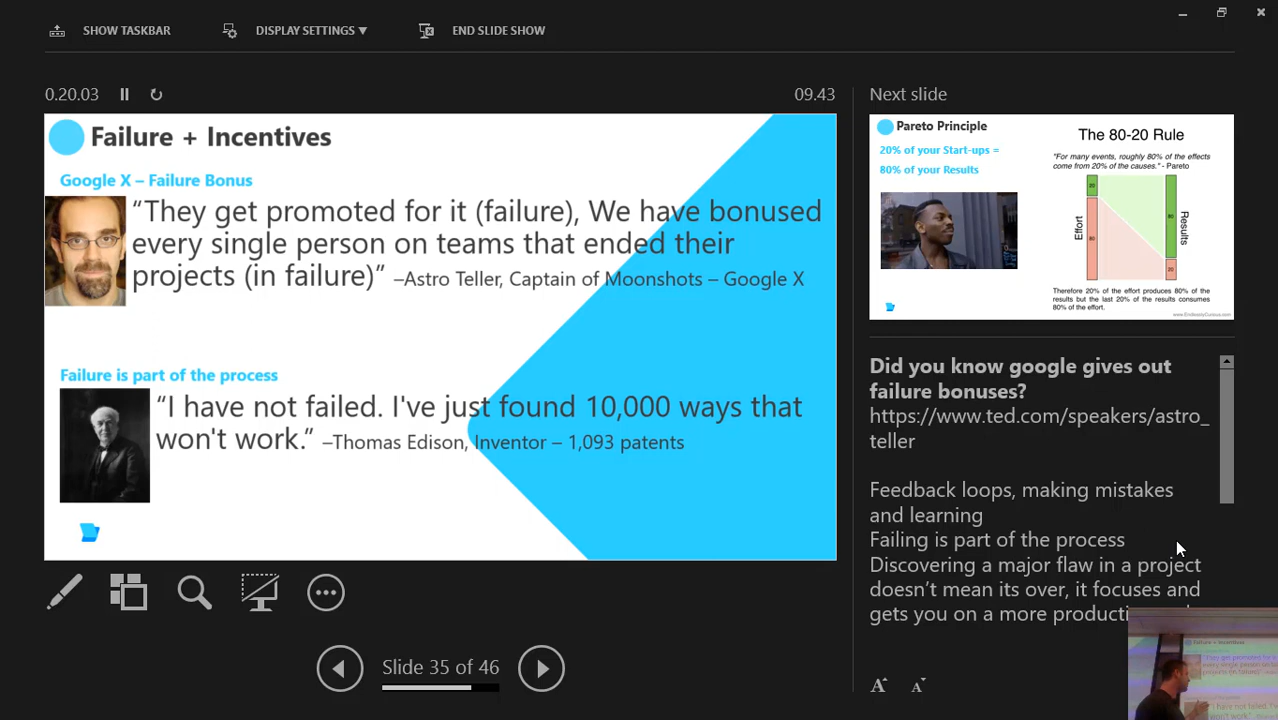 SHOW TASKBAR
DISPLAY SETTINGS ▼
END SLIDE SHOW
0.20.03
09.43
Failure + Incentives
Google X – Failure Bonus
“They get promoted for it (failure), We have bonused
every single person on teams that ended their
projects (in failure)” –Astro Teller, Captain of Moonshots – Google X
Failure is part of the process
“I have not failed. I've just found 10,000 ways that
won't work.” –Thomas Edison, Inventor – 1,093 patents
Slide 35 of 46
Next slide
Pareto Principle
20% of your Start-ups =
80% of your Results
The 80-20 Rule
"For many events, roughly 80% of the effects
come from 20% of the causes." - Pareto
20
80
Effort
80
20
Results
Therefore 20% of the effort produces 80% of the
results but the last 20% of the results consumes
80% of the effort.
Did you know google gives out
failure bonuses?
https://www.ted.com/speakers/astro_
teller
Feedback loops, making mistakes
and learning
Failing is part of the process
Discovering a major flaw in a project
doesn’t mean its over, it focuses and
gets you on a more
A
A
Failure + Incentives